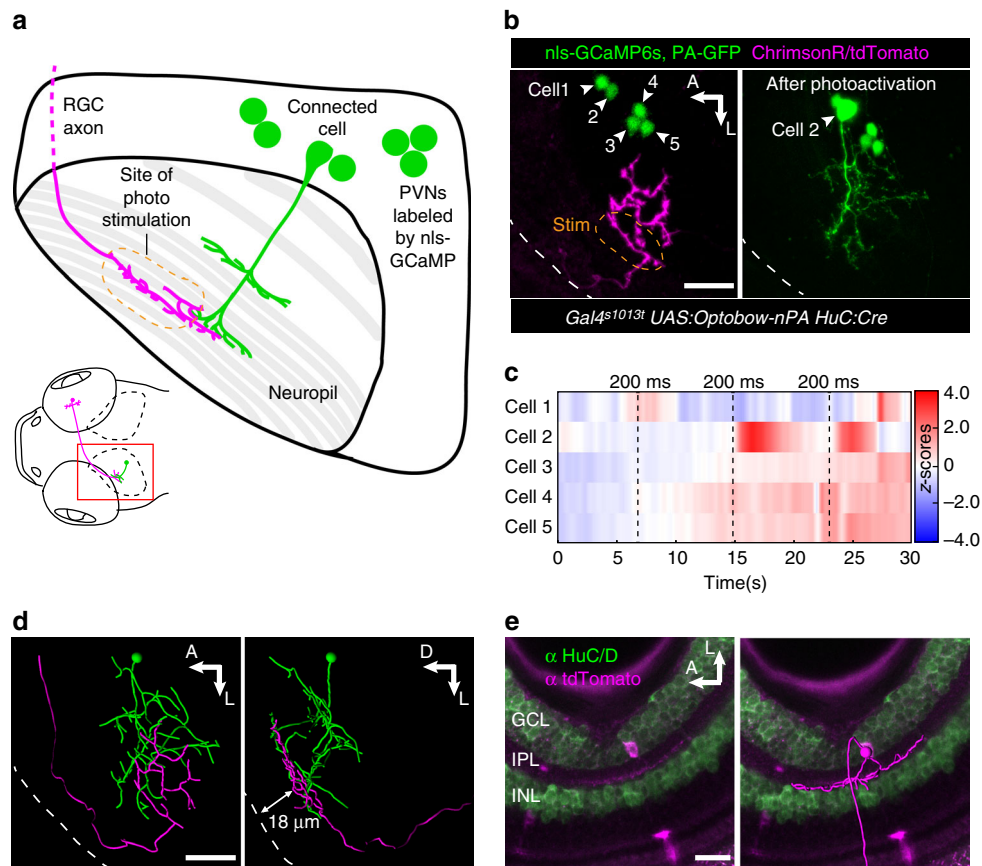 a
RGC
axon
Connected
cell
Site of
photo
stimulation
PVNs
labeled
by nls-
GCaMP
Neuropil
b
nls-GCaMP6s, PA-GFP ChrimsonR/tdTomato
Cell1
2
4
3
5
A
L
Stim
After photoactivation
Cell 2
Gal4s1013t UAS:Optobow-nPA HuC:Cre
c
200 ms 200 ms 200 ms
Cell 1
Cell 2
Cell 3
Cell 4
Cell 5
0 5 10 15 20 25 30
Time(s)
4.0
2.0
0
–2.0
–4.0
z-scores
d
A
L
D
L
18 μm
e
α HuC/D
α tdTomato
L
A
GCL
IPL
INL